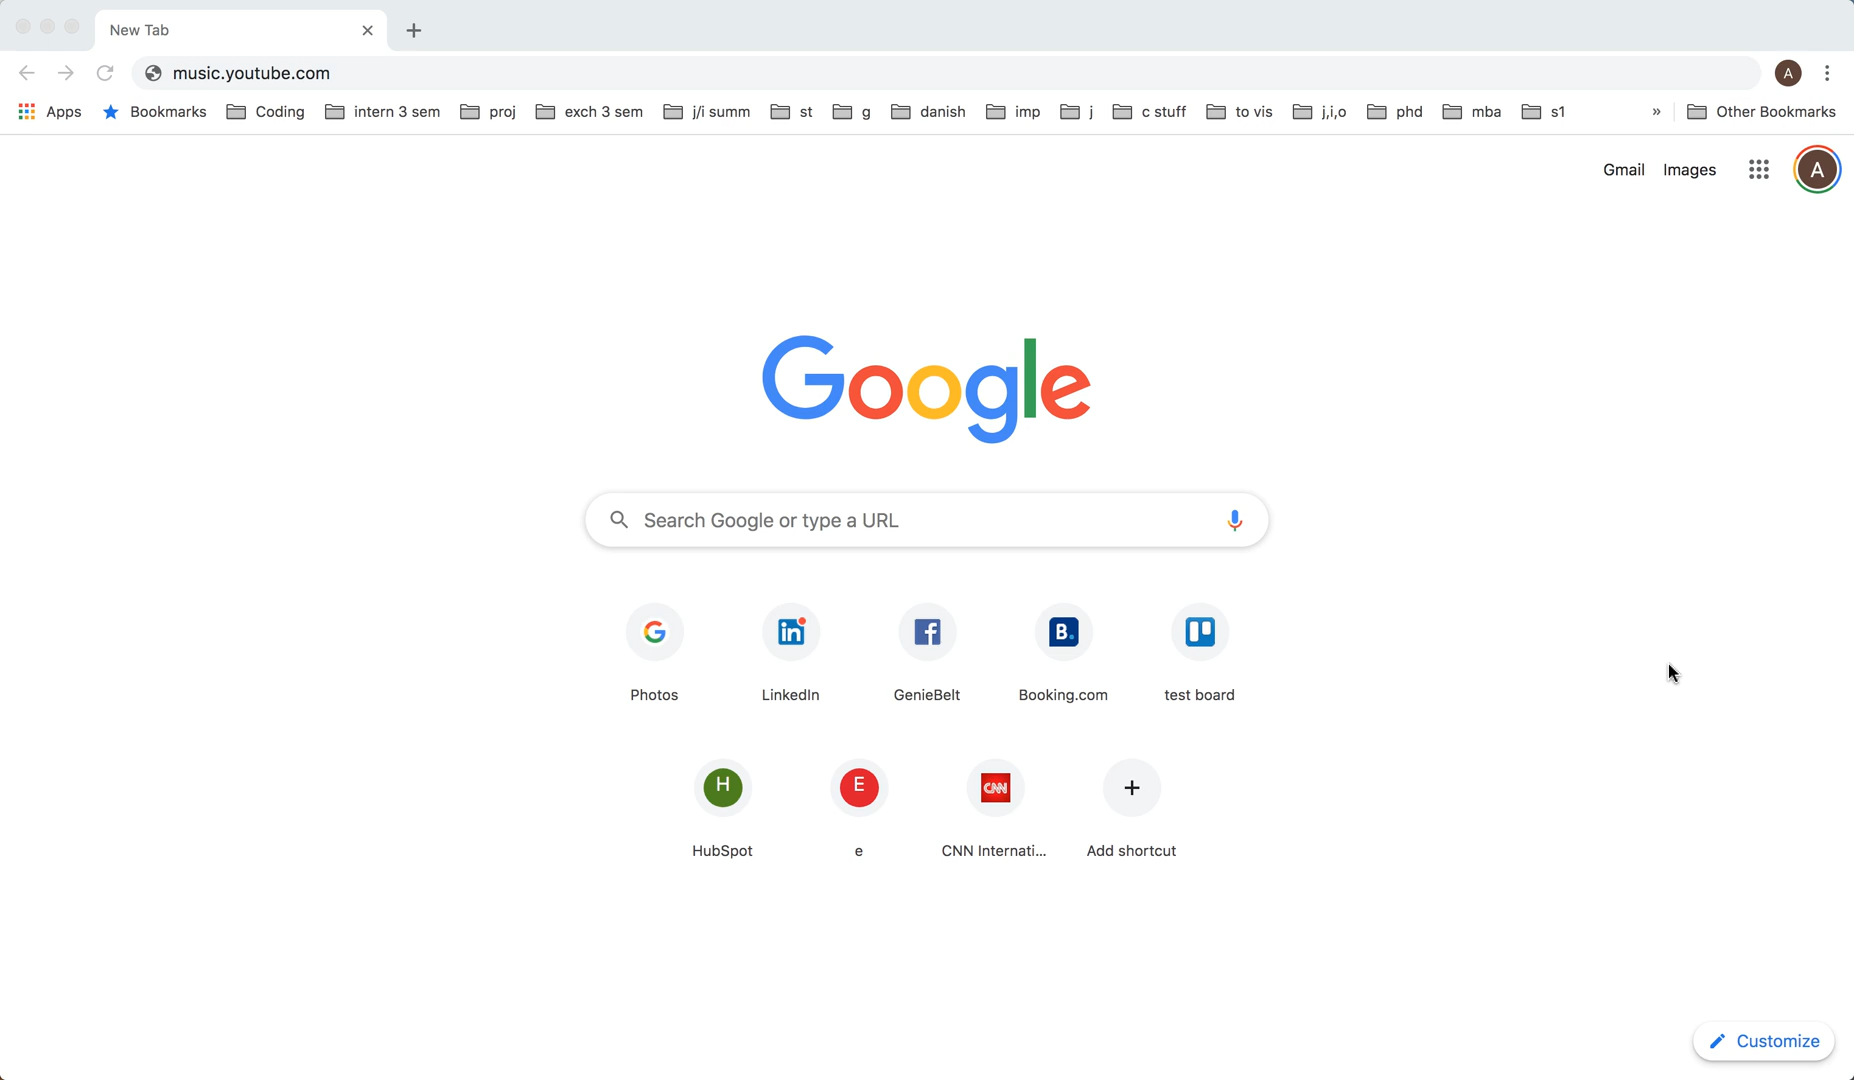 New Tab
music.youtube.com
Apps Bookmarks Coding intern 3 sem proj exch 3 sem j/i summ st g danish imp j c stuff to vis j,i,o phd mba s1 » Other Bookmarks
A
Gmail Images A
Google
Search Google or type a URL
G in f B. 
Photos LinkedIn GenieBelt Booking.com test board
H E CNN
HubSpot e CNN Internati... Add shortcut
Customize